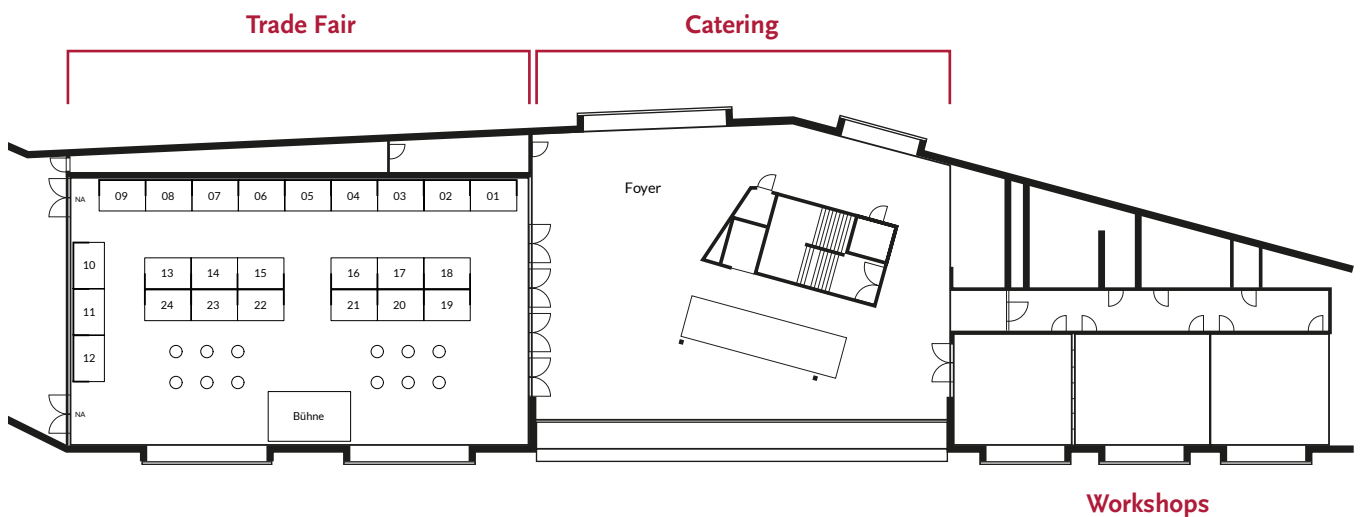 Trade Fair
Catering
Foyer
NA
09 08 07 06 05 04 03 02 01
10
13 14 15 16 17 18
24 23 22 21 20 19
11
12
NA
Bühne
Workshops